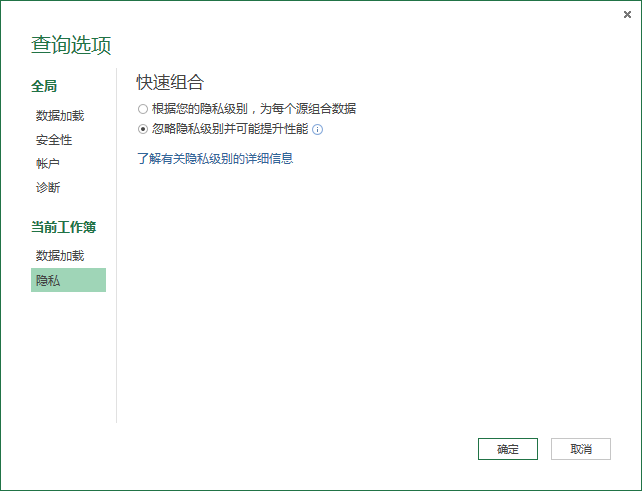 查询选项
全局
数据加载
安全性
帐户
诊断
当前工作簿
数据加载
隐私
快速组合
根据您的隐私级别，为每个源组合数据
忽略隐私级别并可能提升性能
了解有关隐私级别的详细信息
确定
取消